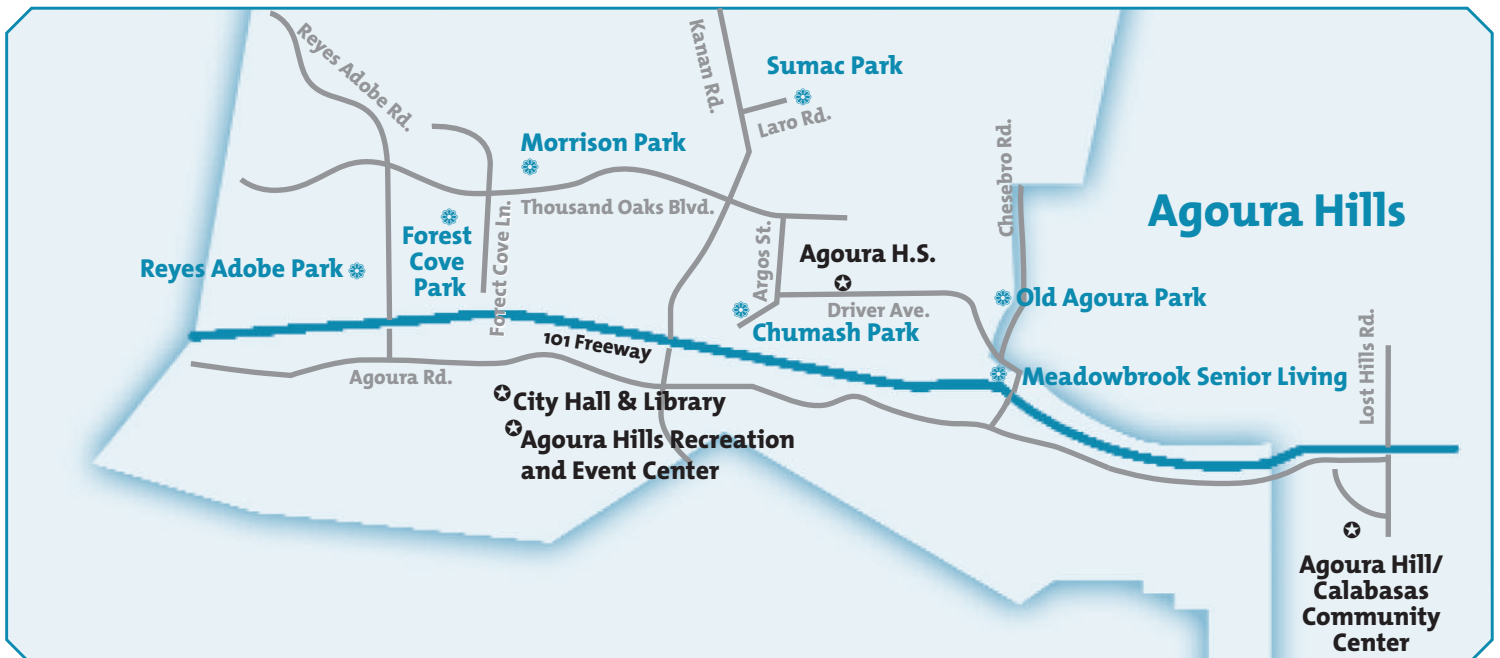 Reyes Adobe Rd.
Kanan Rd.
Sumac Park
Laro Rd.
Morrison Park
Chesebro Rd.
Thousand Oaks Blvd.
Agoura Hills
Forest
Cove
Park
Forect Cove Ln.
Argos St.
Agoura H.S.
Reyes Adobe Park
Old Agoura Park
Driver Ave.
Chumash Park
101 Freeway
Lost Hills Rd.
Agoura Rd.
Meadowbrook Senior Living
City Hall & Library
Agoura Hills Recreation
and Event Center
Agoura Hill/
Calabasas
Community
Center